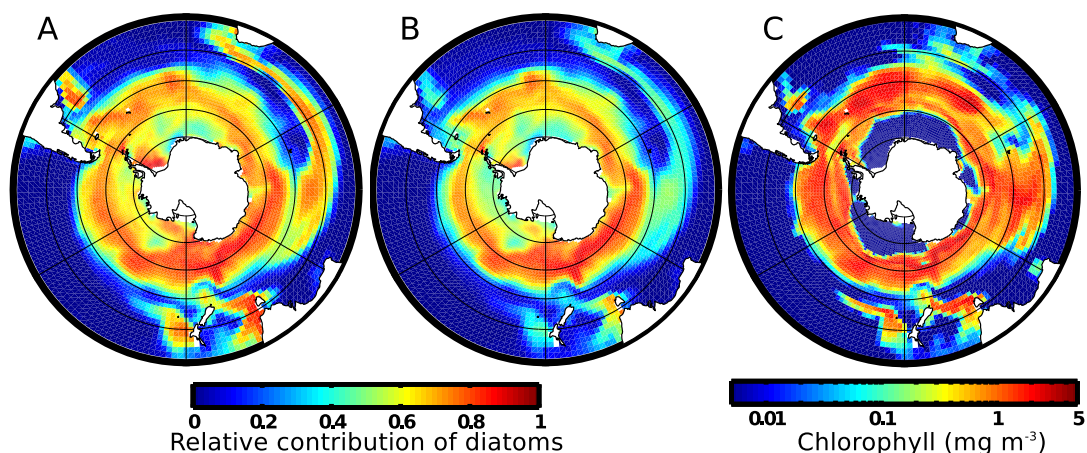 A B C
0 0.2 0.4 0.6 0.8 1
Relative contribution of diatoms
0.01 0.1 1 5
Chlorophyll (mg m⁻³)